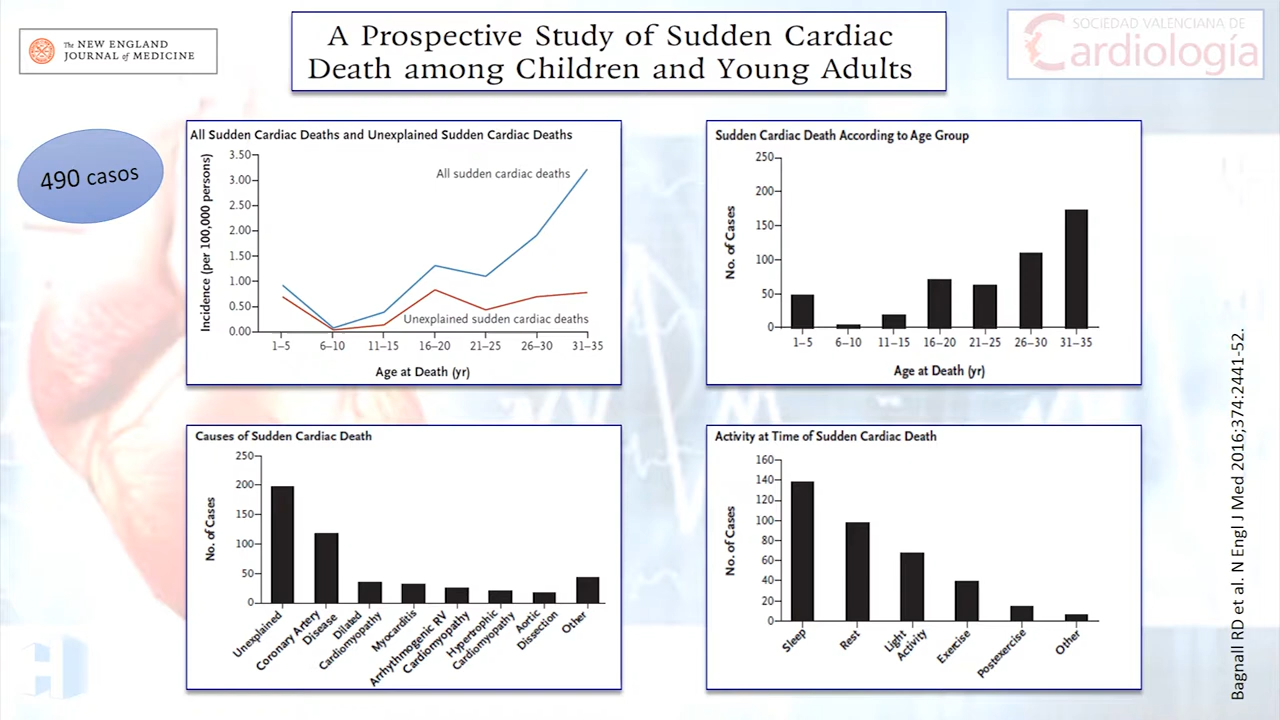 The NEW ENGLAND
JOURNAL of MEDICINE
A Prospective Study of Sudden Cardiac
Death among Children and Young Adults
SOCIEDAD VALENCIANA DE
Cardiología
490 casos
All Sudden Cardiac Deaths and Unexplained Sudden Cardiac Deaths
Incidence (per 100,000 persons)
3.50
3.00
2.50
2.00
1.50
1.00
0.50
0.00
All sudden cardiac deaths
Unexplained sudden cardiac deaths
1–5 6–10 11–15 16–20 21–25 26–30 31–35
Age at Death (yr)
Sudden Cardiac Death According to Age Group
No. of Cases
250
200
150
100
50
0
1–5 6–10 11–15 16–20 21–25 26–30 31–35
Age at Death (yr)
Causes of Sudden Cardiac Death
No. of Cases
250
200
150
100
50
0
Unexplained
Coronary Artery
Disease
Dilated
Cardiomyopathy
Myocarditis
Arrhythmogenic RV
Cardiomyopathy
Hypertrophic
Cardiomyopathy
Aortic
Dissection
Other
Activity at Time of Sudden Cardiac Death
No. of Cases
160
140
120
100
80
60
40
20
0
Sleep
Rest
Light
Activity
Exercise
Postexercise
Other
Bagnall RD et al. N Engl J Med 2016;374:2441-52.